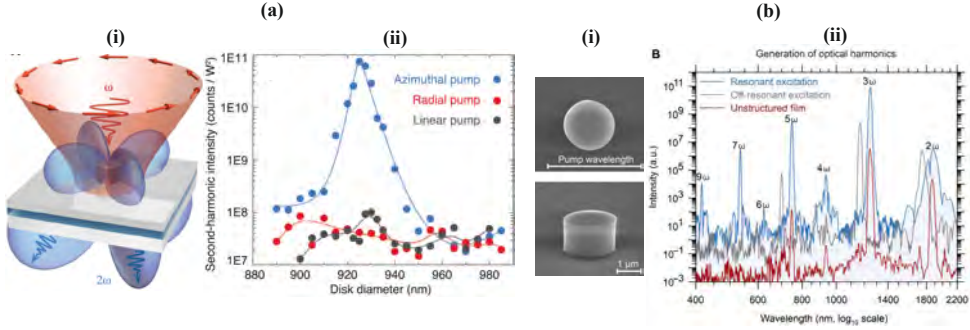 (a)
(b)
(i)
(ii)
(i)
(ii)
ω
2ω
Second-harmonic intensity (counts / W²)
1E11
1E10
1E9
1E8
1E7
Azimuthal pump
Radial pump
Linear pump
880
900
920
940
960
980
Disk diameter (nm)
Pump wavelength
1 µm
B
Generation of optical harmonics
Resonant excitation
Off-resonant excitation
Unstructured film
Intensity (a.u.)
10¹¹
10⁹
10⁷
10⁵
10³
10¹
10⁻¹
10⁻³
9ω
7ω
6ω
5ω
4ω
3ω
2ω
400
600
800
1000
1400
1800
2200
Wavelength (nm, log₁₀ scale)